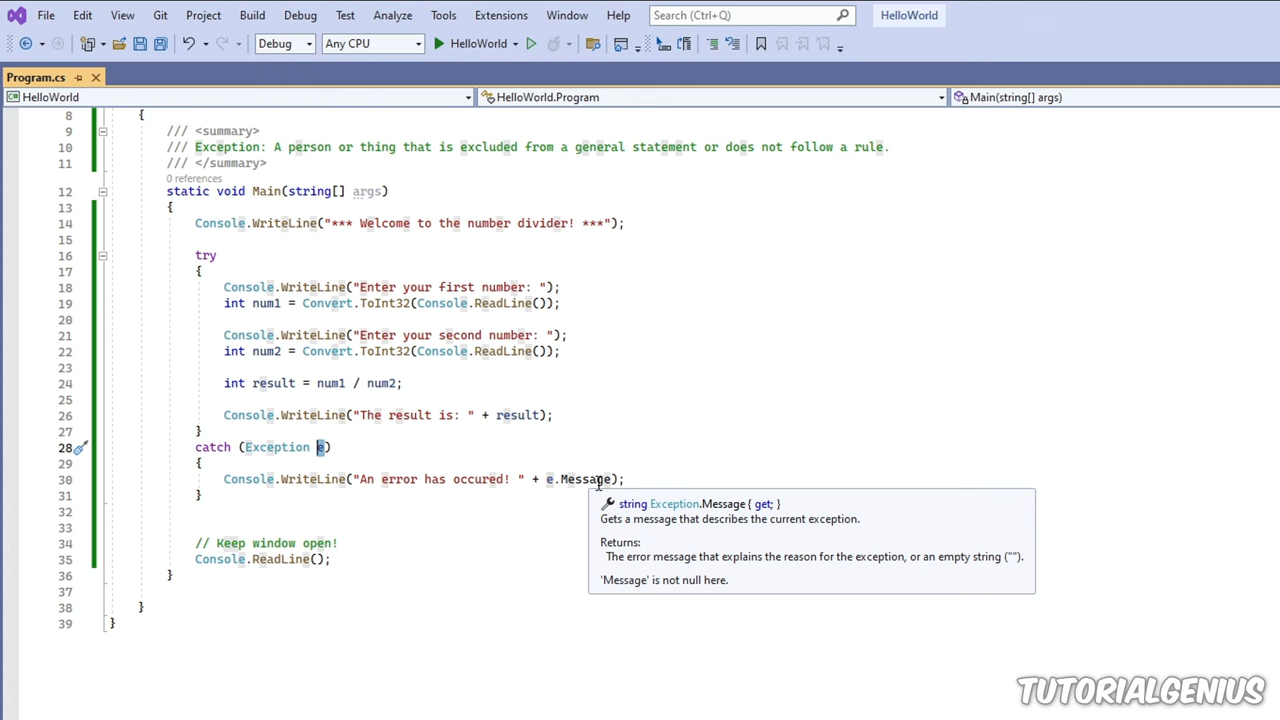 File Edit View Git Project Build Debug Test Analyze Tools Extensions Window Help Search (Ctrl+Q) HelloWorld
Debug Any CPU HelloWorld
Program.cs
HelloWorld HelloWorld.Program Main(string[] args)
8 {
9 /// <summary>
10 /// Exception: A person or thing that is excluded from a general statement or does not follow a rule.
11 /// </summary>
0 references
12 static void Main(string[] args)
13 {
14 Console.WriteLine("*** Welcome to the number divider! ***");
15
16 try
17 {
18 Console.WriteLine("Enter your first number: ");
19 int num1 = Convert.ToInt32(Console.ReadLine());
20
21 Console.WriteLine("Enter your second number: ");
22 int num2 = Convert.ToInt32(Console.ReadLine());
23
24 int result = num1 / num2;
25
26 Console.WriteLine("The result is: " + result);
27 }
28 catch (Exception e)
29 {
30 Console.WriteLine("An error has occured! " + e.Message);
31 }
string Exception.Message { get; }
Gets a message that describes the current exception.
Returns:
The error message that explains the reason for the exception, or an empty string ("").
'Message' is not null here.
32
33
34 // Keep window open!
35 Console.ReadLine();
36 }
37
38 }
39 }
TUTORIALGENIUS